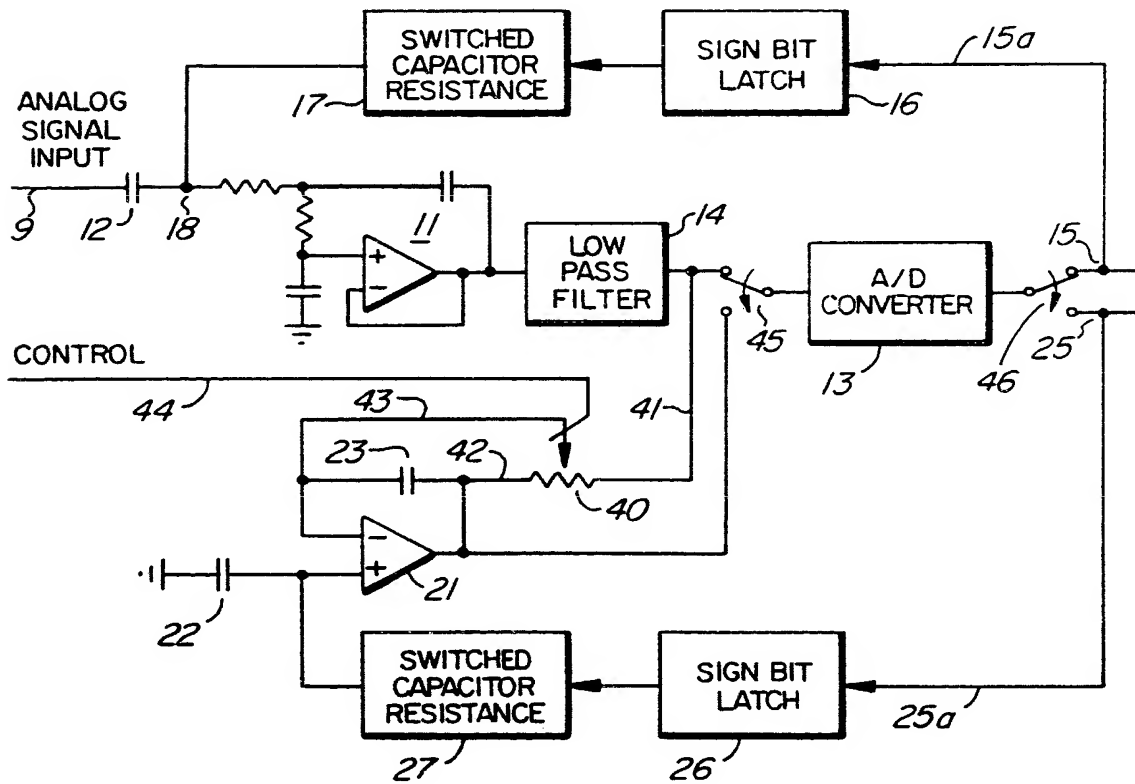 SWITCHED
CAPACITOR
RESISTANCE
17
SIGN BIT
LATCH
16
15a
ANALOG
SIGNAL
INPUT
9
12
18
11
+
−
LOW
PASS
FILTER
14
45
A/D
CONVERTER
13
46
15
25
CONTROL
44
43
41
23
42
40
−
+
21
22
SWITCHED
CAPACITOR
RESISTANCE
27
SIGN BIT
LATCH
26
25a